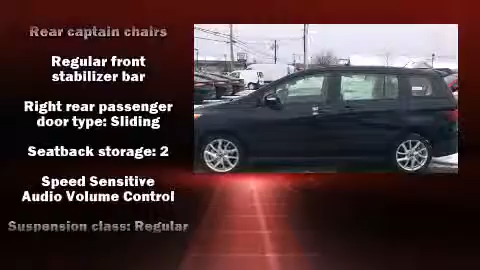 Rear captain chairs
Regular front
stabilizer bar
Right rear passenger
door type: Sliding
Seatback storage: 2
Speed Sensitive
Audio Volume Control
Suspension class: Regular